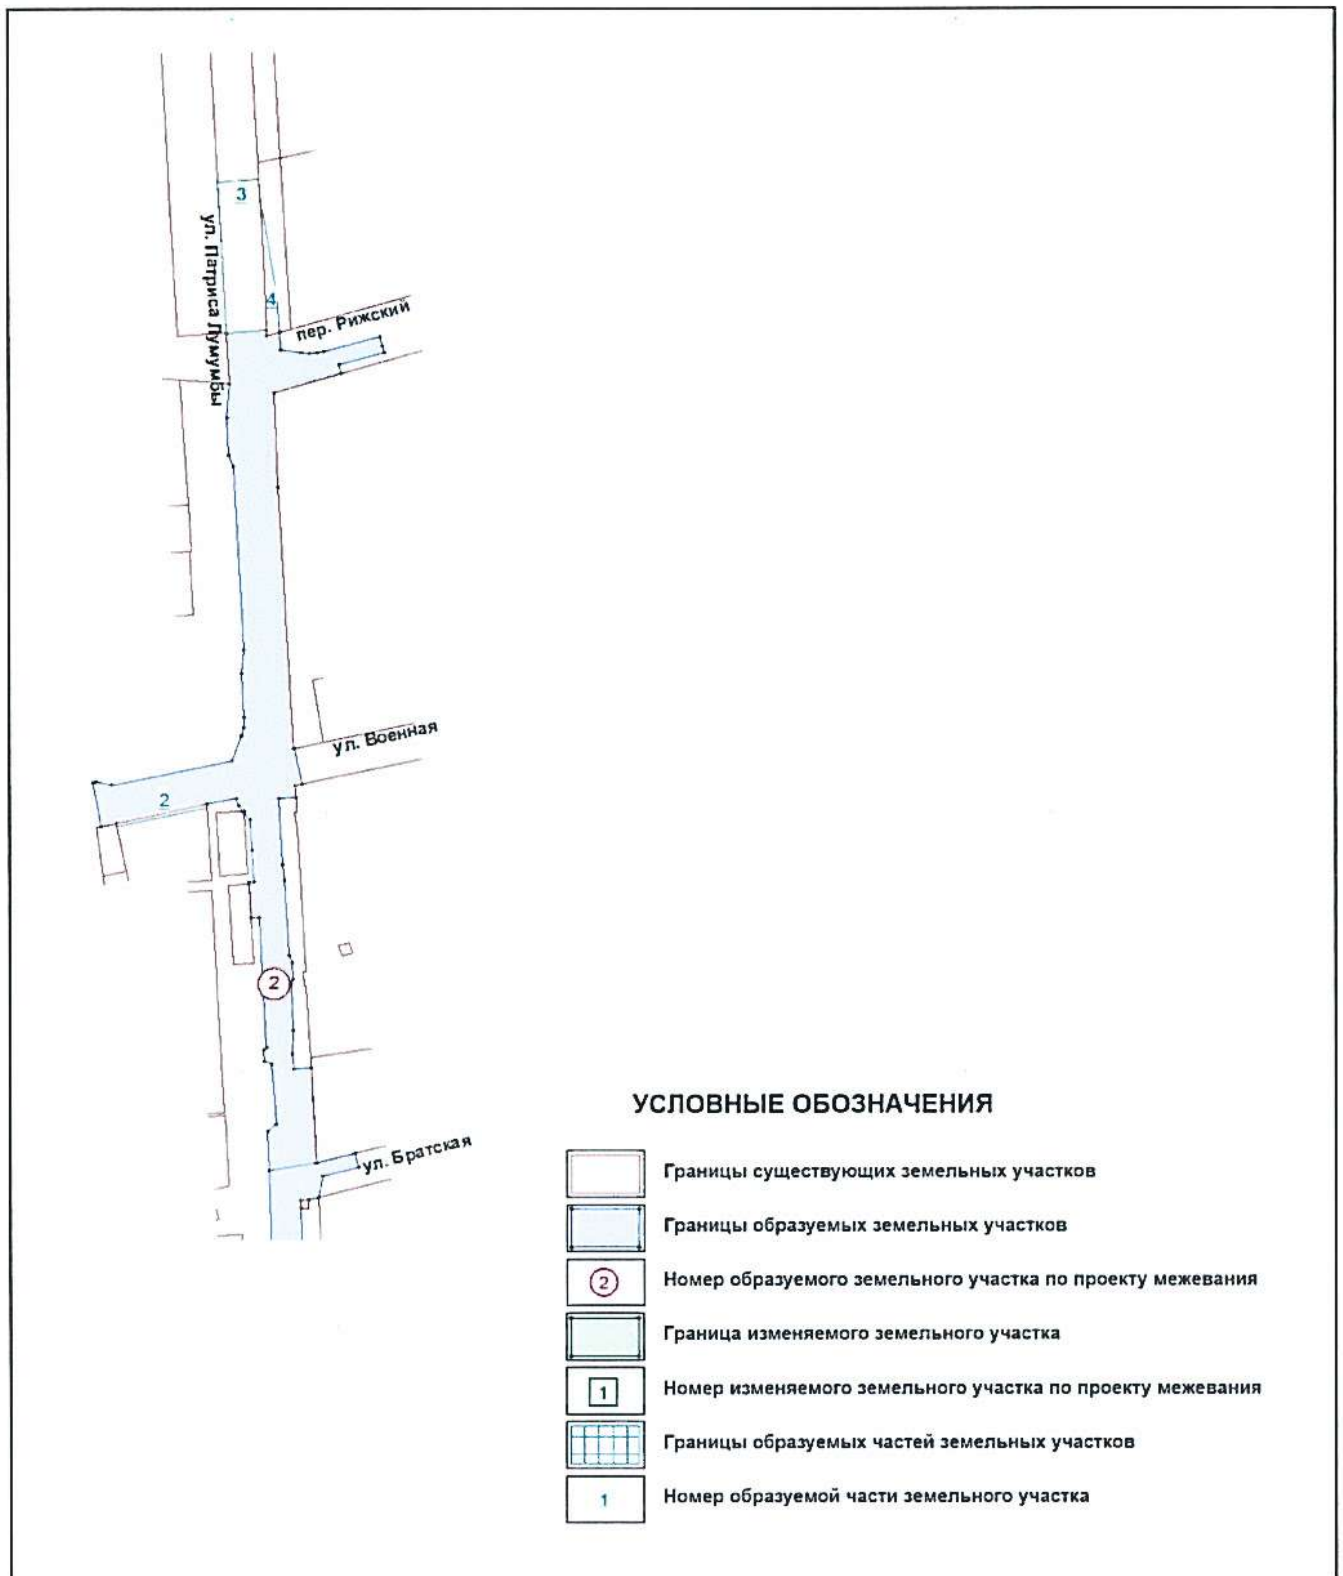 3
ул. Патриса Лумумбы
4
пер. Рижский
ул. Военная
2
2
ул. Братская
УСЛОВНЫЕ ОБОЗНАЧЕНИЯ
Границы существующих земельных участков
Границы образуемых земельных участков
2 Номер образуемого земельного участка по проекту межевания
Граница изменяемого земельного участка
1 Номер изменяемого земельного участка по проекту межевания
Границы образуемых частей земельных участков
1 Номер образуемой части земельного участка